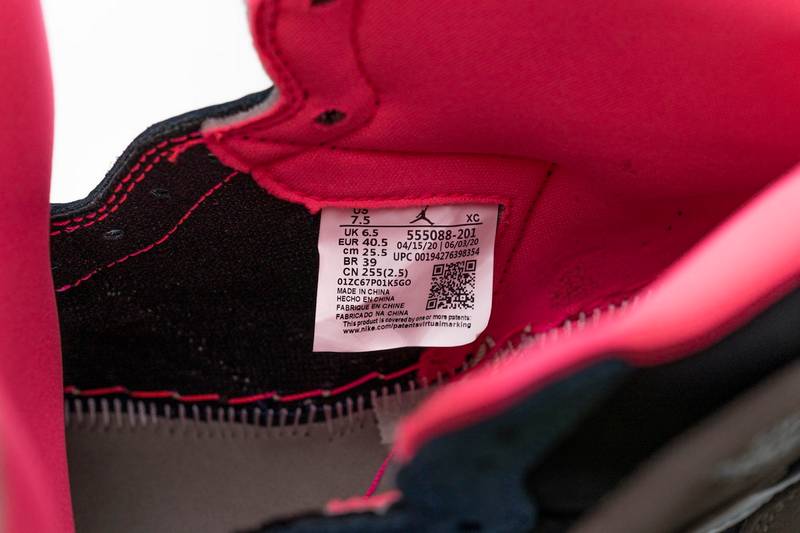 US
7.5
UK 6.5
EUR 40.5
cm 25.5
BR 39
CN 255(2.5)
01ZC67P01K5GO
MADE IN CHINA
HECHO EN CHINA
FABRIQUE EN CHINE
FABRICADO NA CHINA
XC
555088-201
04/15/20 | 06/03/20
UPC 00194276398354
This product is covered by one or more patents:
www.nike.com/patentsvirtualmarking